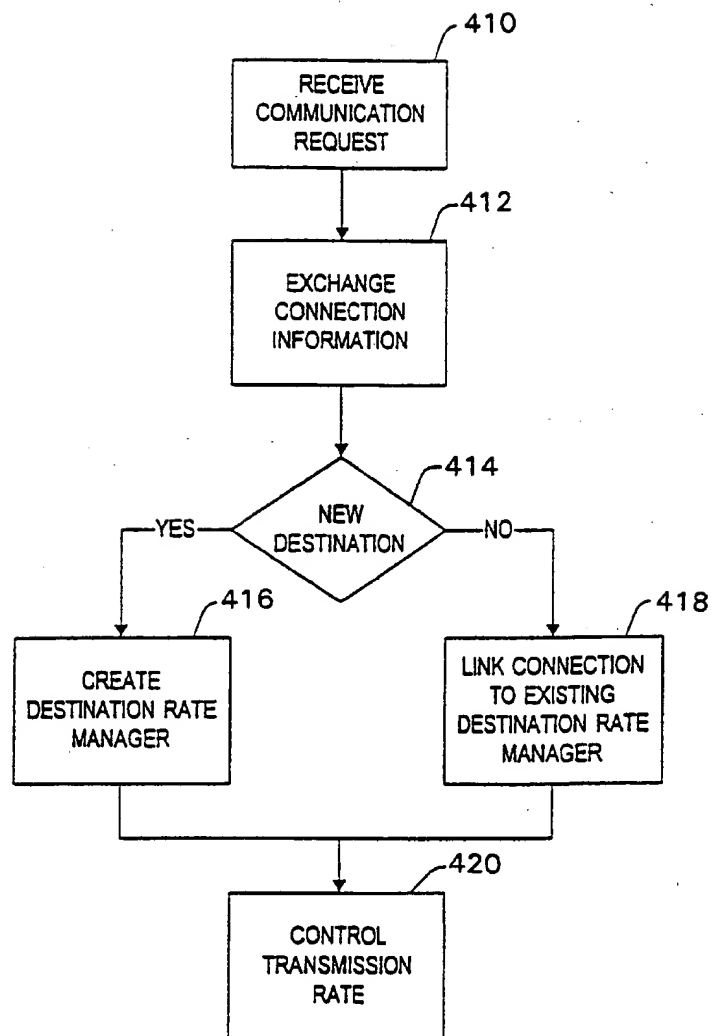 410
RECEIVE
COMMUNICATION
REQUEST
412
EXCHANGE
CONNECTION
INFORMATION
414
NEW
DESTINATION
YES
NO
416
CREATE
DESTINATION RATE
MANAGER
418
LINK CONNECTION
TO EXISTING
DESTINATION RATE
MANAGER
420
CONTROL
TRANSMISSION
RATE